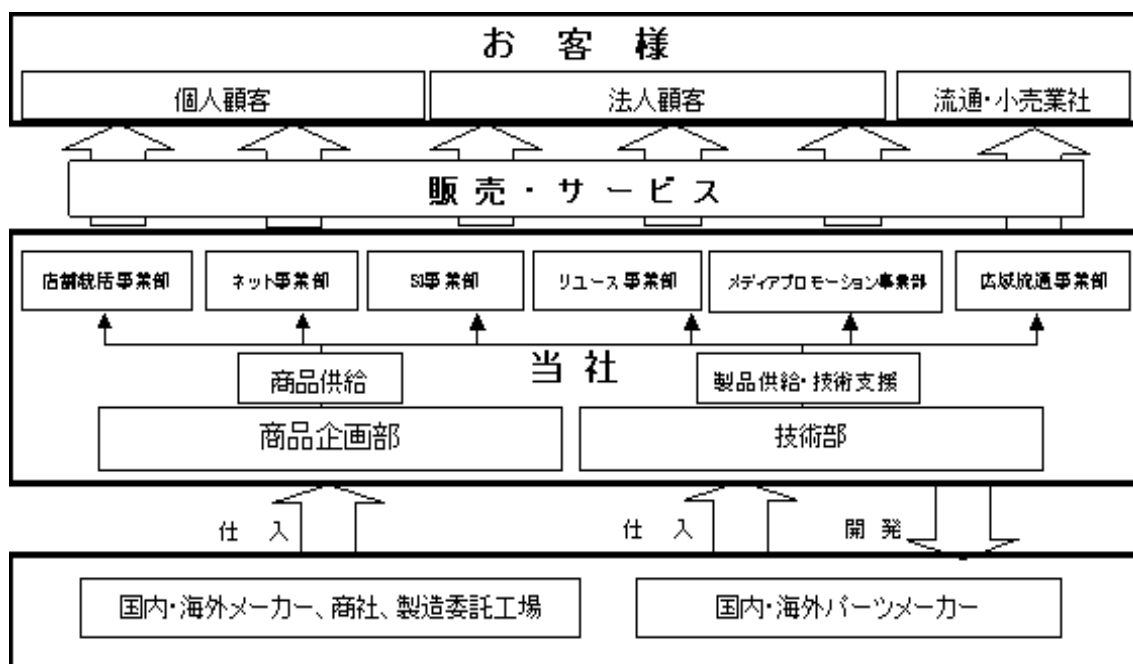 お客様
個人顧客
法人顧客
流通・小売業社
販売・サービス
店舗統括事業部
ネット事業部
SI事業部
リユース事業部
メディアプロモーション事業部
広域流通事業部
当社
商品供給
製品供給・技術支援
商品企画部
技術部
仕入
仕入
開発
国内・海外メーカー、商社、製造委託工場
国内・海外パーツメーカー